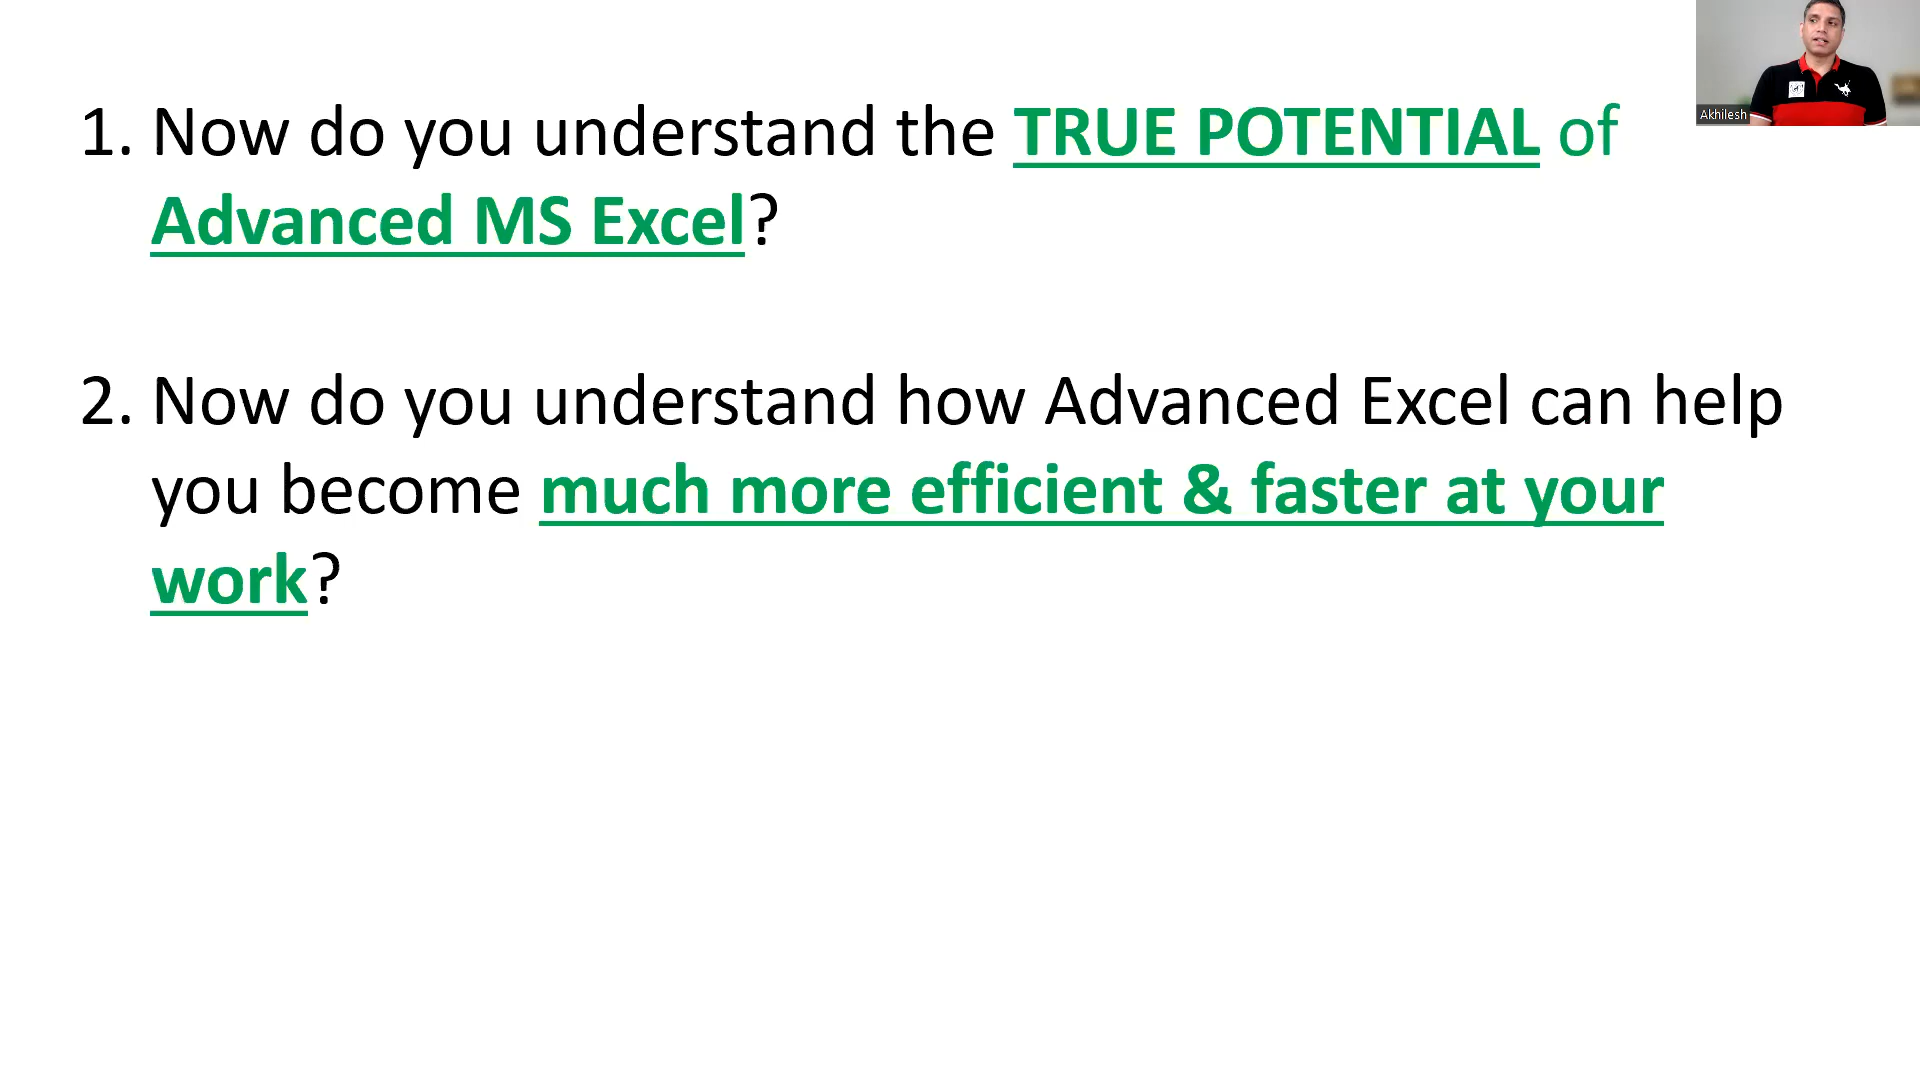 1. Now do you understand the TRUE POTENTIAL of
Advanced MS Excel?
2. Now do you understand how Advanced Excel can help
you become much more efficient & faster at your
work?
Akhilesh